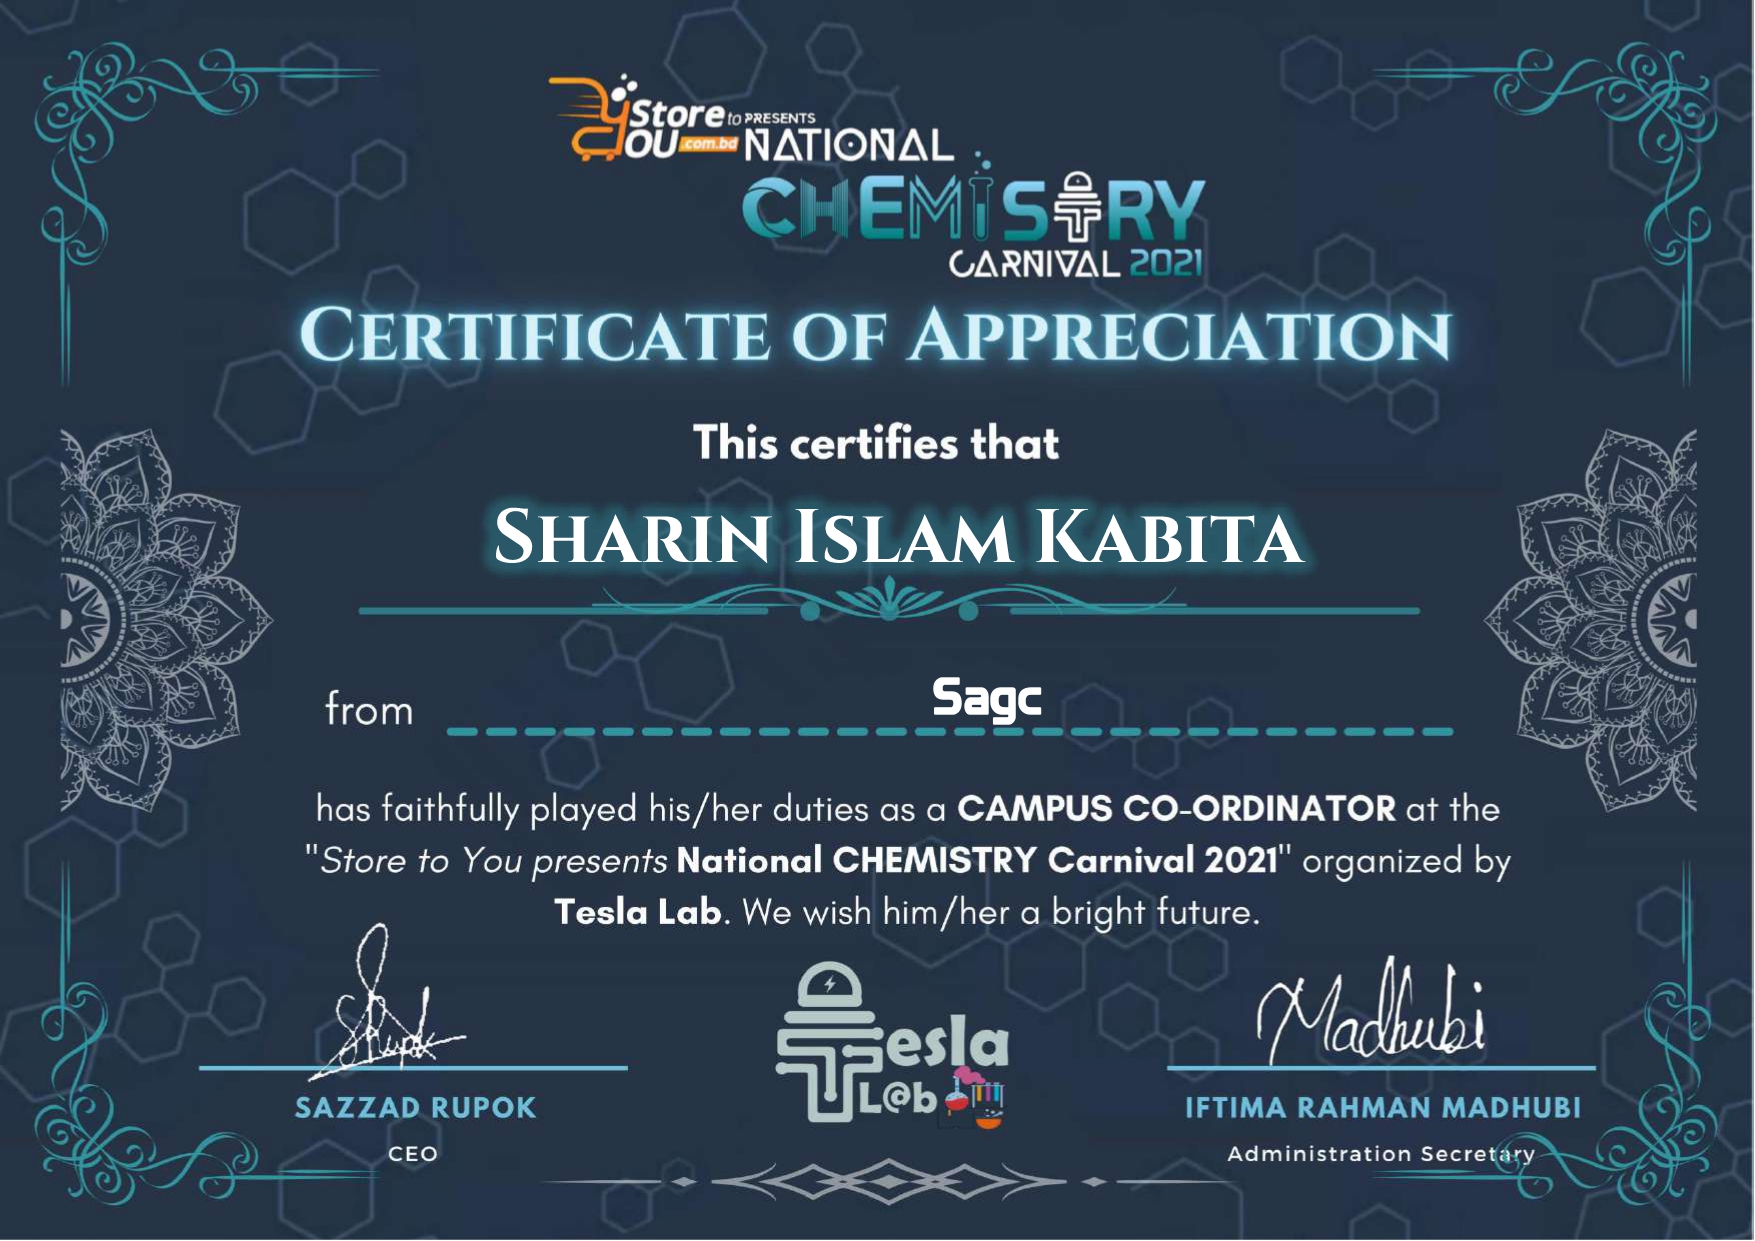 Store to YOU .com.bd PRESENTS
NATIONAL
CHEMISTRY
CARNIVAL 2021
CERTIFICATE OF APPRECIATION
This certifies that
SHARIN ISLAM KABITA
from Sagc
has faithfully played his/her duties as a CAMPUS CO-ORDINATOR at the
"Store to You presents National CHEMISTRY Carnival 2021" organized by
Tesla Lab. We wish him/her a bright future.
Rupok
Madhubi
Tesla
L@b
SAZZAD RUPOK
IFTIMA RAHMAN MADHUBI
CEO
Administration Secretary